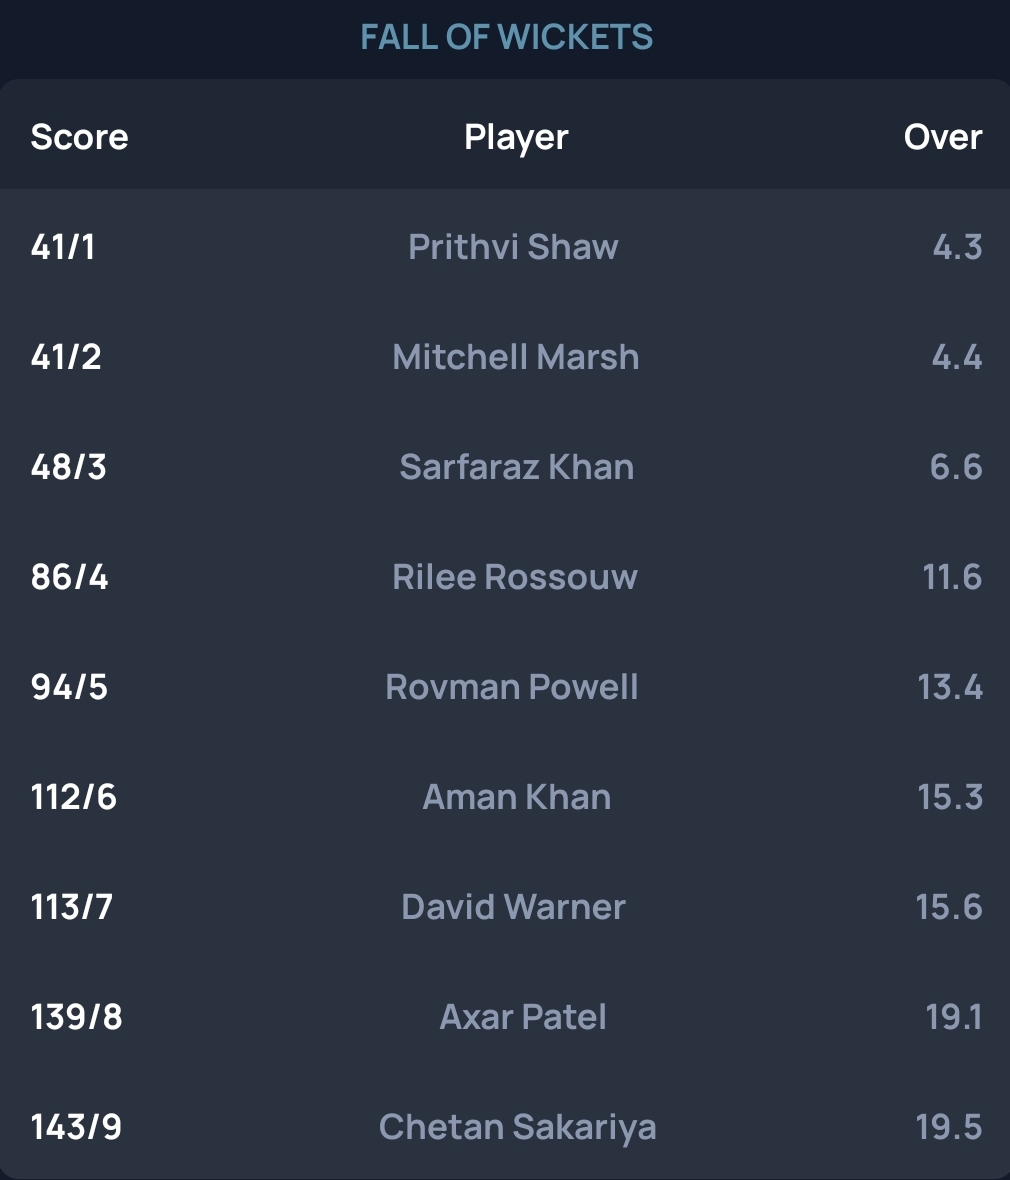 FALL OF WICKETS
Score Player Over
41/1 Prithvi Shaw 4.3
41/2 Mitchell Marsh 4.4
48/3 Sarfaraz Khan 6.6
86/4 Rilee Rossouw 11.6
94/5 Rovman Powell 13.4
112/6 Aman Khan 15.3
113/7 David Warner 15.6
139/8 Axar Patel 19.1
143/9 Chetan Sakariya 19.5